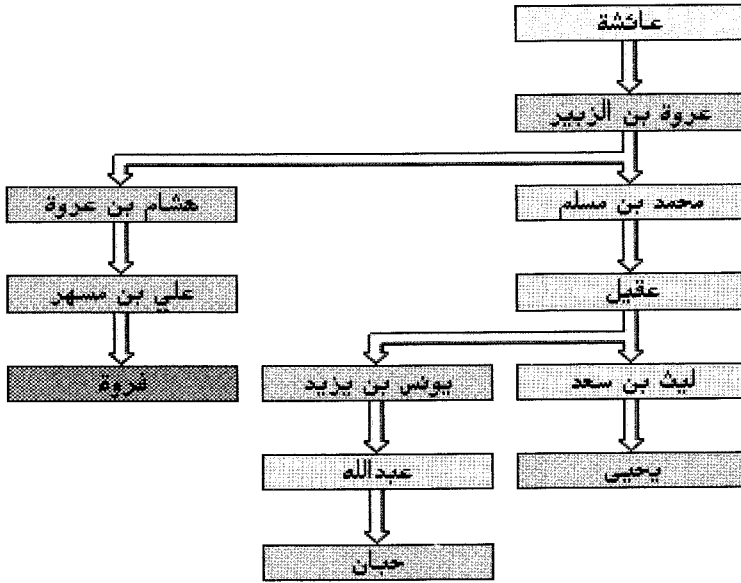 عائشة
عروة بن الزبير
محمد بن مسلم
هشام بن عروة
عقيل
علي بن مسهر
ليث بن سعد
يونس بن يزيد
فروة
يحيى
عبدالله
حبان